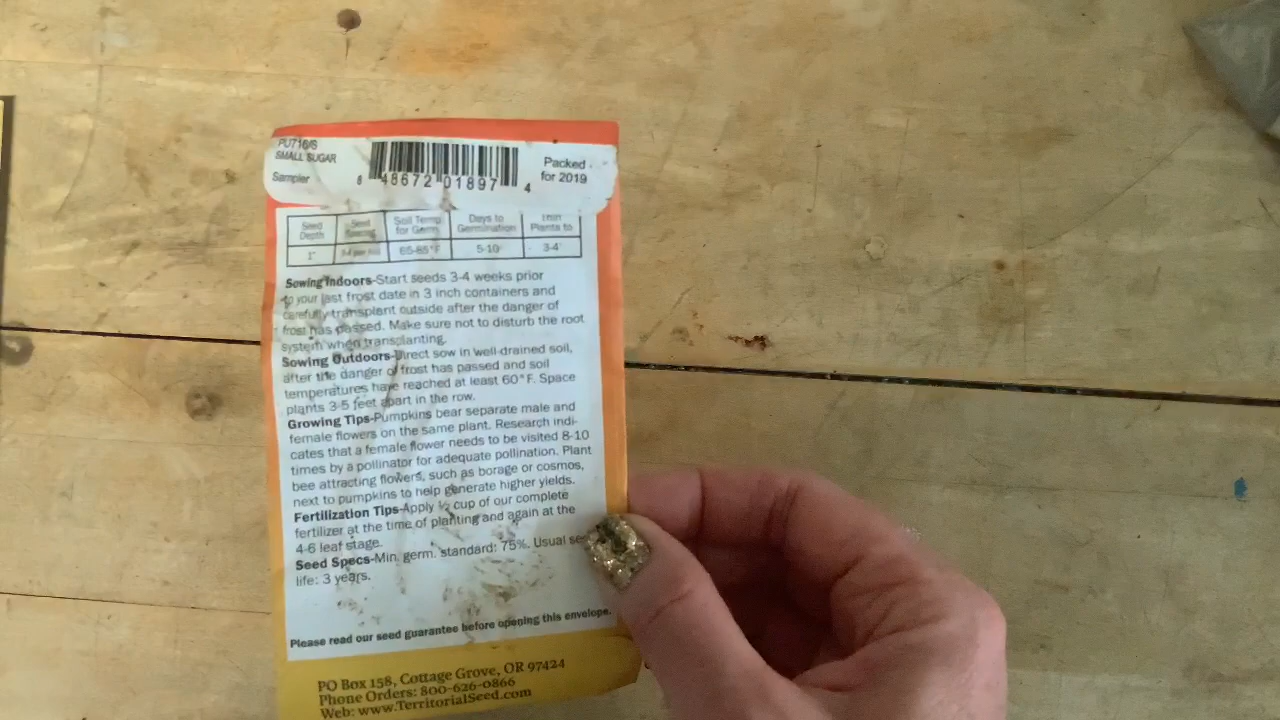 PU716/S
SMALL SUGAR
Sampler
8 48672 01897 4
Packed
for 2019
Seed Depth Seed Spacing Soil Temp for Germ. Days to Germination Thin Plants to
1" 65-85°F 5-10 3-4'
Sowing Indoors-Start seeds 3-4 weeks prior
to your last frost date in 3 inch containers and
carefully transplant outside after the danger of
frost has passed. Make sure not to disturb the root
system when transplanting.
Sowing Outdoors-Direct sow in well-drained soil,
after the danger of frost has passed and soil
temperatures have reached at least 60°F. Space
plants 3-5 feet apart in the row.
Growing Tips-Pumpkins bear separate male and
female flowers on the same plant. Research indi-
cates that a female flower needs to be visited 8-10
times by a pollinator for adequate pollination. Plant
bee attracting flowers, such as borage or cosmos,
next to pumpkins to help generate higher yields.
Fertilization Tips-Apply ½ cup of our complete
fertilizer at the time of planting and again at the
4-6 leaf stage.
Seed Specs-Min. germ. standard: 75%. Usual
life: 3 years.
Please read our seed guarantee before opening this envelope.
PO Box 158, Cottage Grove, OR 97424
Phone Orders: 800-626-0866
Web: www.TerritorialSeed.com